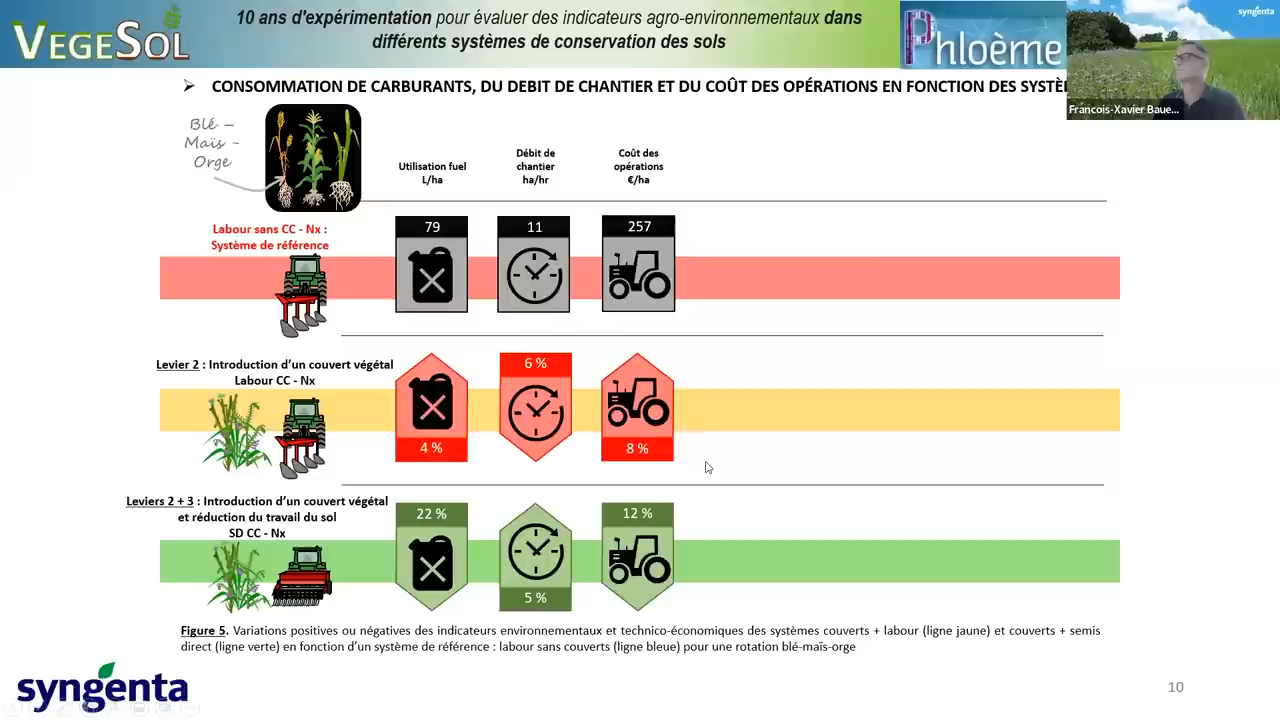 VEGESOL
10 ans d'expérimentation pour évaluer des indicateurs agro-environnementaux dans
différents systèmes de conservation des sols
Phloème
syngenta
Francois-Xavier Baue...
➢ CONSOMMATION DE CARBURANTS, DU DEBIT DE CHANTIER ET DU COÛT DES OPÉRATIONS EN FONCTION DES SYSTÈ
Blé –
Maïs -
Orge
Utilisation fuel
L/ha
Débit de
chantier
ha/hr
Coût des
opérations
€/ha
Labour sans CC - Nx :
Système de référence
79
11
257
Levier 2 : Introduction d'un couvert végétal
Labour CC - Nx
4 %
6 %
8 %
Leviers 2 + 3 : Introduction d'un couvert végétal
et réduction du travail du sol
SD CC - Nx
22 %
5 %
12 %
Figure 5. Variations positives ou négatives des indicateurs environnementaux et technico-économiques des systèmes couverts + labour (ligne jaune) et couverts + semis
direct (ligne verte) en fonction d'un système de référence : labour sans couverts (ligne bleue) pour une rotation blé-maïs-orge
syngenta
10